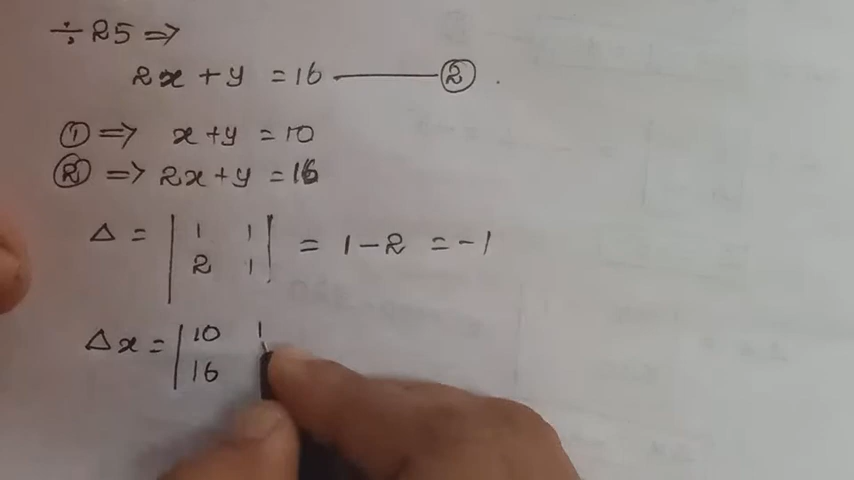 ÷ 25 ⇒
2x + y = 16 ——— ②
① ⇒ x + y = 10
② ⇒ 2x + y = 16
Δ = | 1 1 | = 1 - 2 = -1
2 1
Δx = | 10 1
16